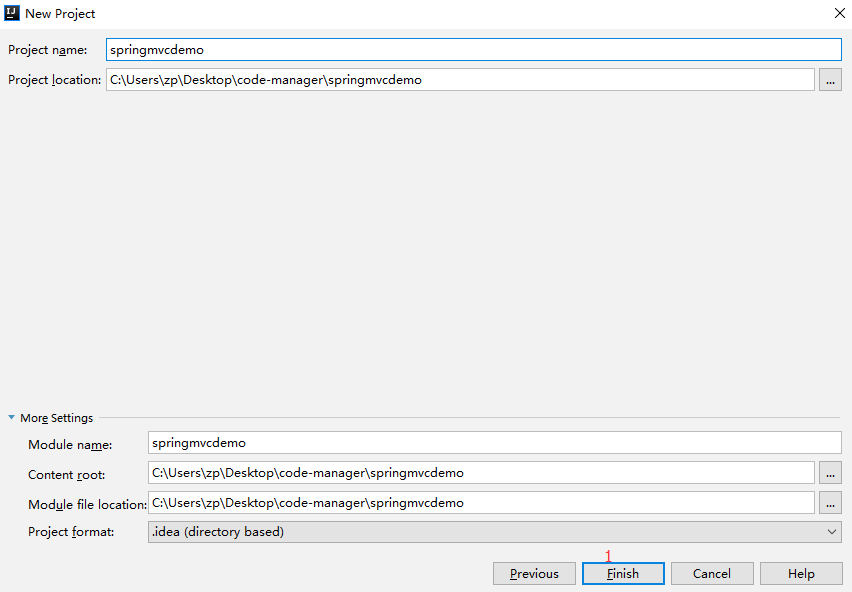 IJ New Project
Project name: springmvcdemo
Project location: C:\Users\zp\Desktop\code-manager\springmvcdemo ...
More Settings
Module name: springmvcdemo
Content root: C:\Users\zp\Desktop\code-manager\springmvcdemo ...
Module file location: C:\Users\zp\Desktop\code-manager\springmvcdemo ...
Project format: .idea (directory based)
1
Previous Finish Cancel Help